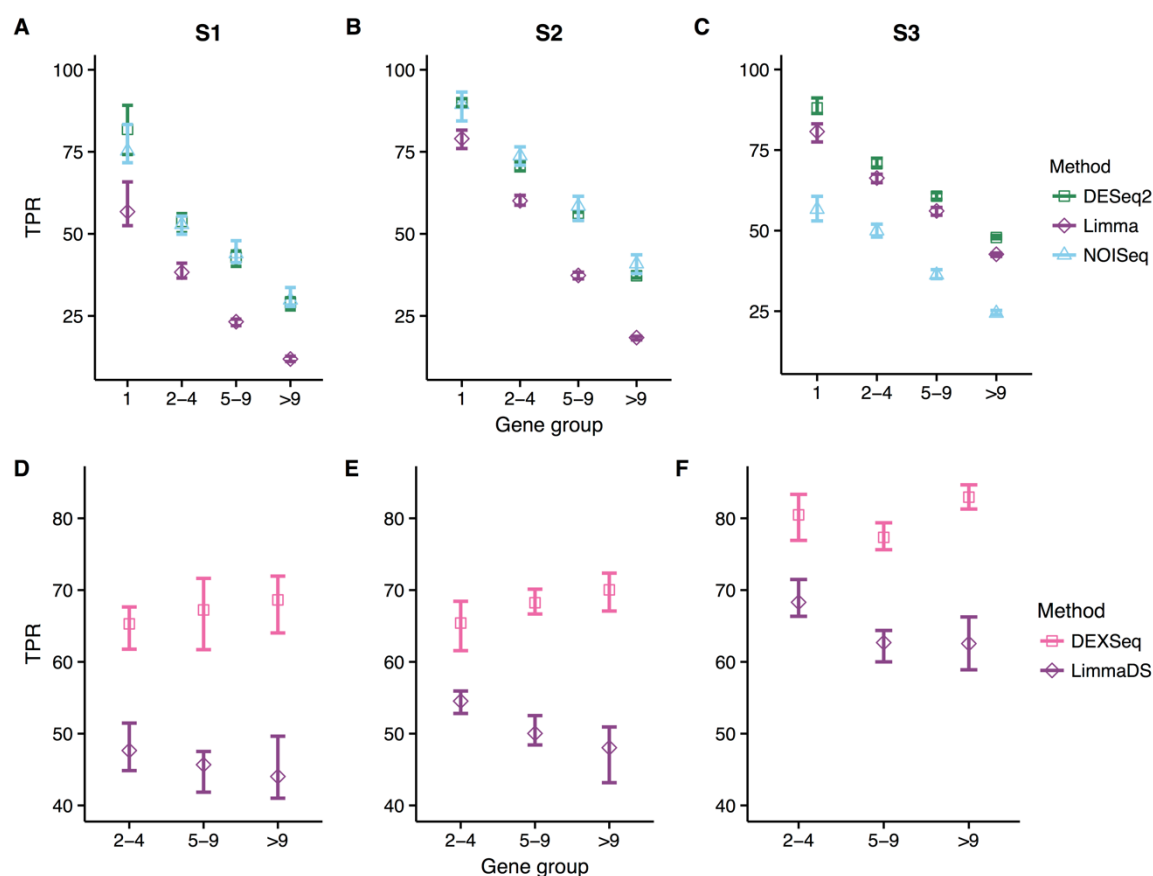 A
S1
B
S2
C
S3
TPR
100
75
50
25
1
2–4
5–9
>9
100
75
50
25
1
2–4
5–9
>9
Gene group
100
75
50
25
1
2–4
5–9
>9
Method
DESeq2
Limma
NOISeq
D
E
F
TPR
80
70
60
50
40
2–4
5–9
>9
80
70
60
50
40
2–4
5–9
>9
Gene group
80
70
60
50
40
2–4
5–9
>9
Method
DEXSeq
LimmaDS